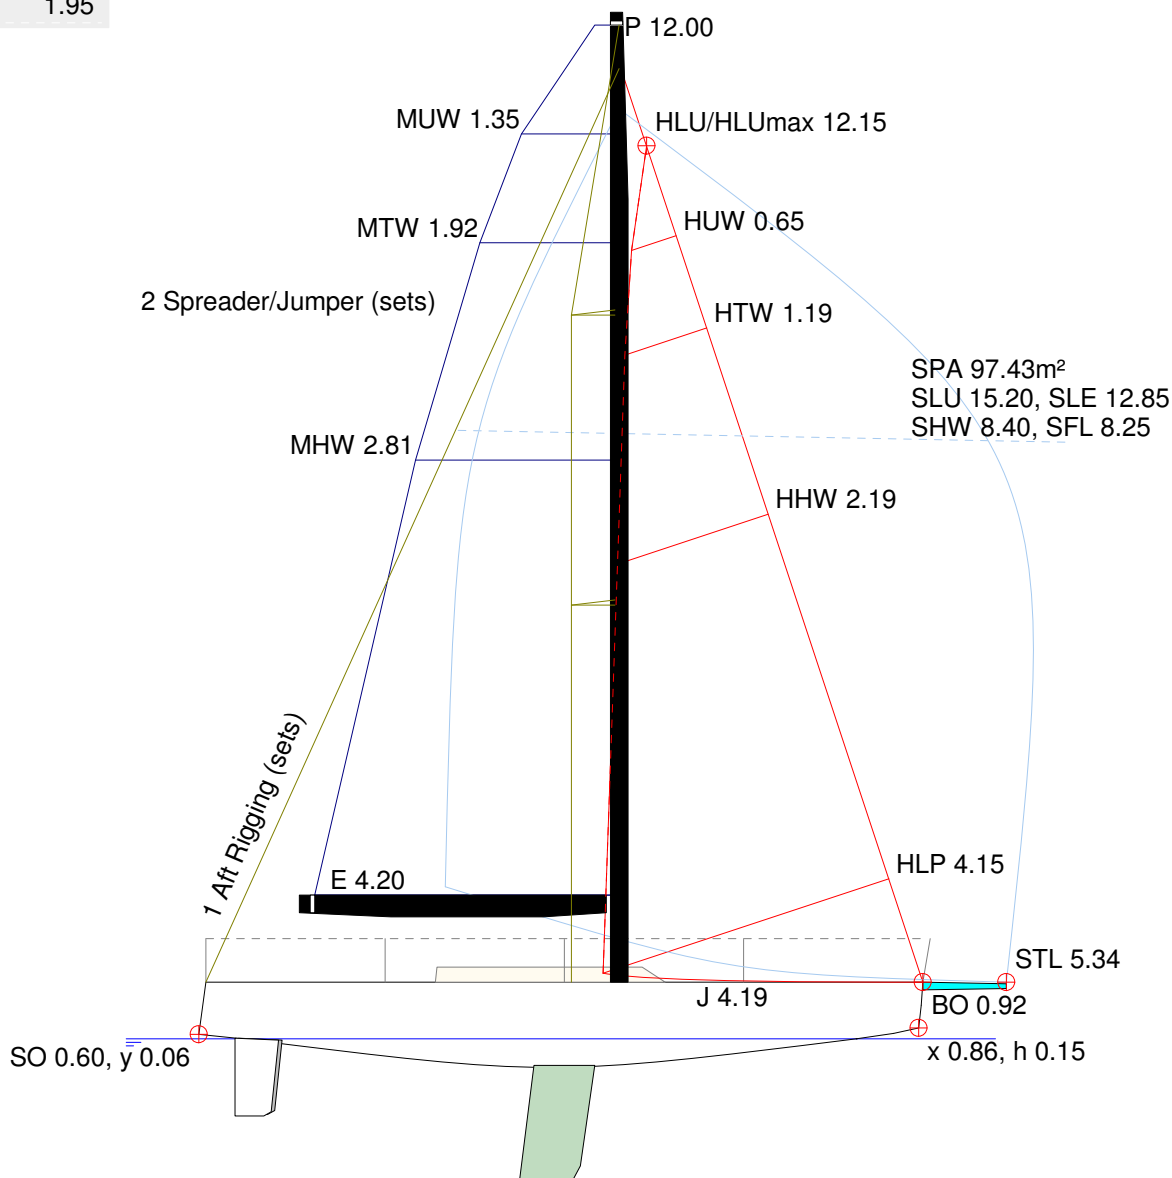 1.95
P 12.00
MUW 1.35
HLU/HLUmax 12.15
MTW 1.92
HUW 0.65
2 Spreader/Jumper (sets)
HTW 1.19
SPA 97.43m²
SLU 15.20, SLE 12.85
SHW 8.40, SFL 8.25
MHW 2.81
HHW 2.19
1 Aft Rigging (sets)
E 4.20
HLP 4.15
STL 5.34
J 4.19
BO 0.92
SO 0.60, y 0.06
x 0.86, h 0.15